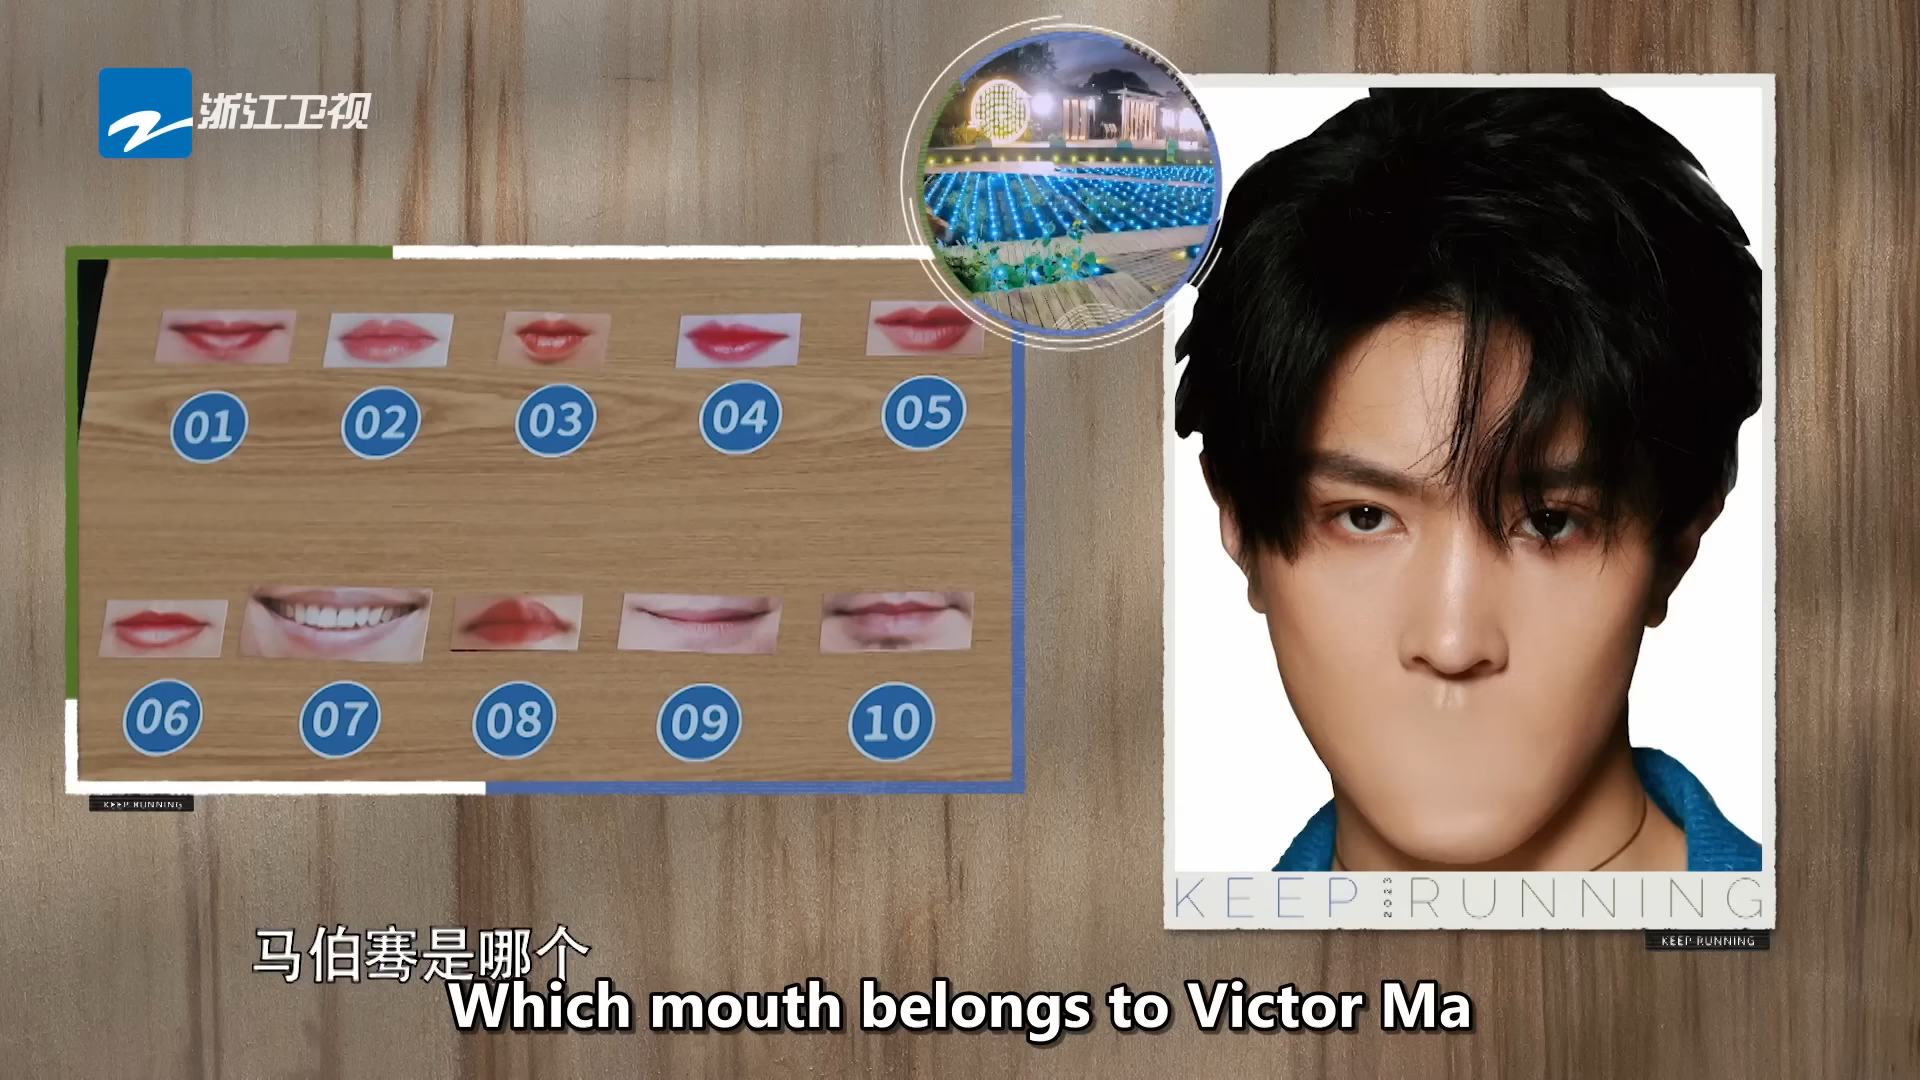 浙江卫视
01
02
03
04
05
06
07
08
09
10
KEEP RUNNING
KEEP 2023 RUNNING
KEEP RUNNING
马伯骞是哪个
Which mouth belongs to Victor Ma